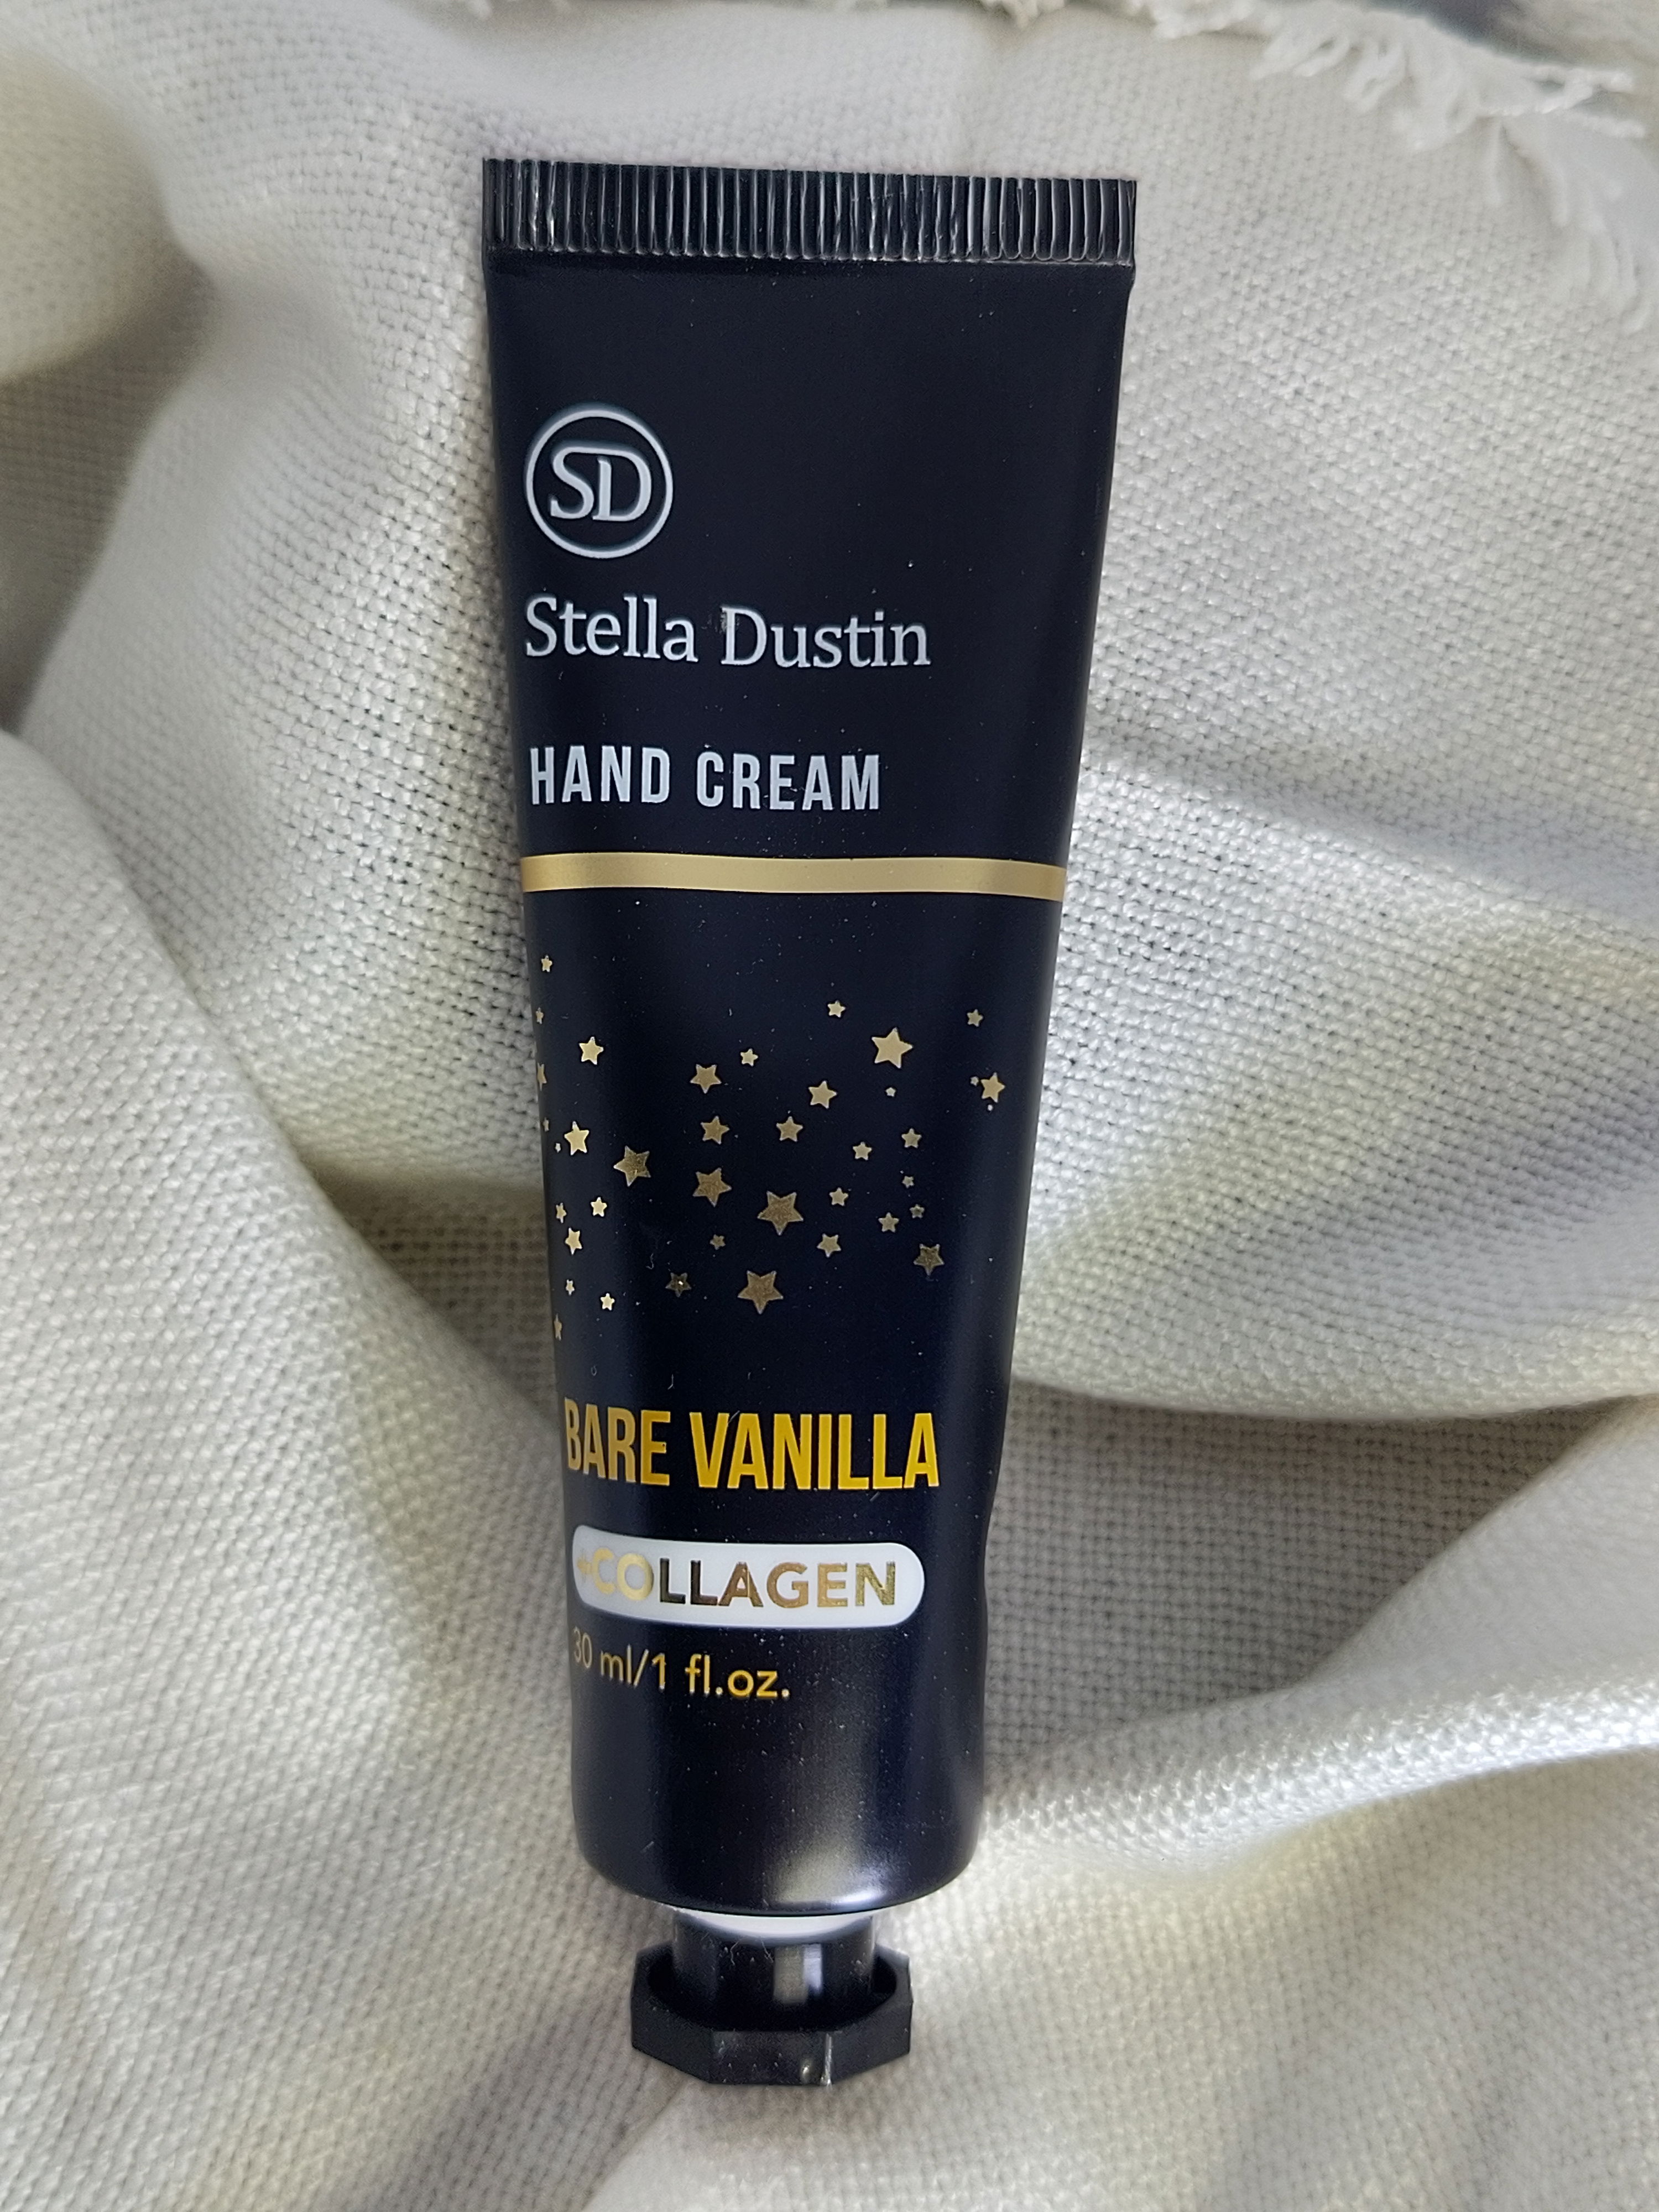 SD
Stella Dustin
HAND CREAM
BARE VANILLA
+COLLAGEN
30 ml/1 fl.oz.